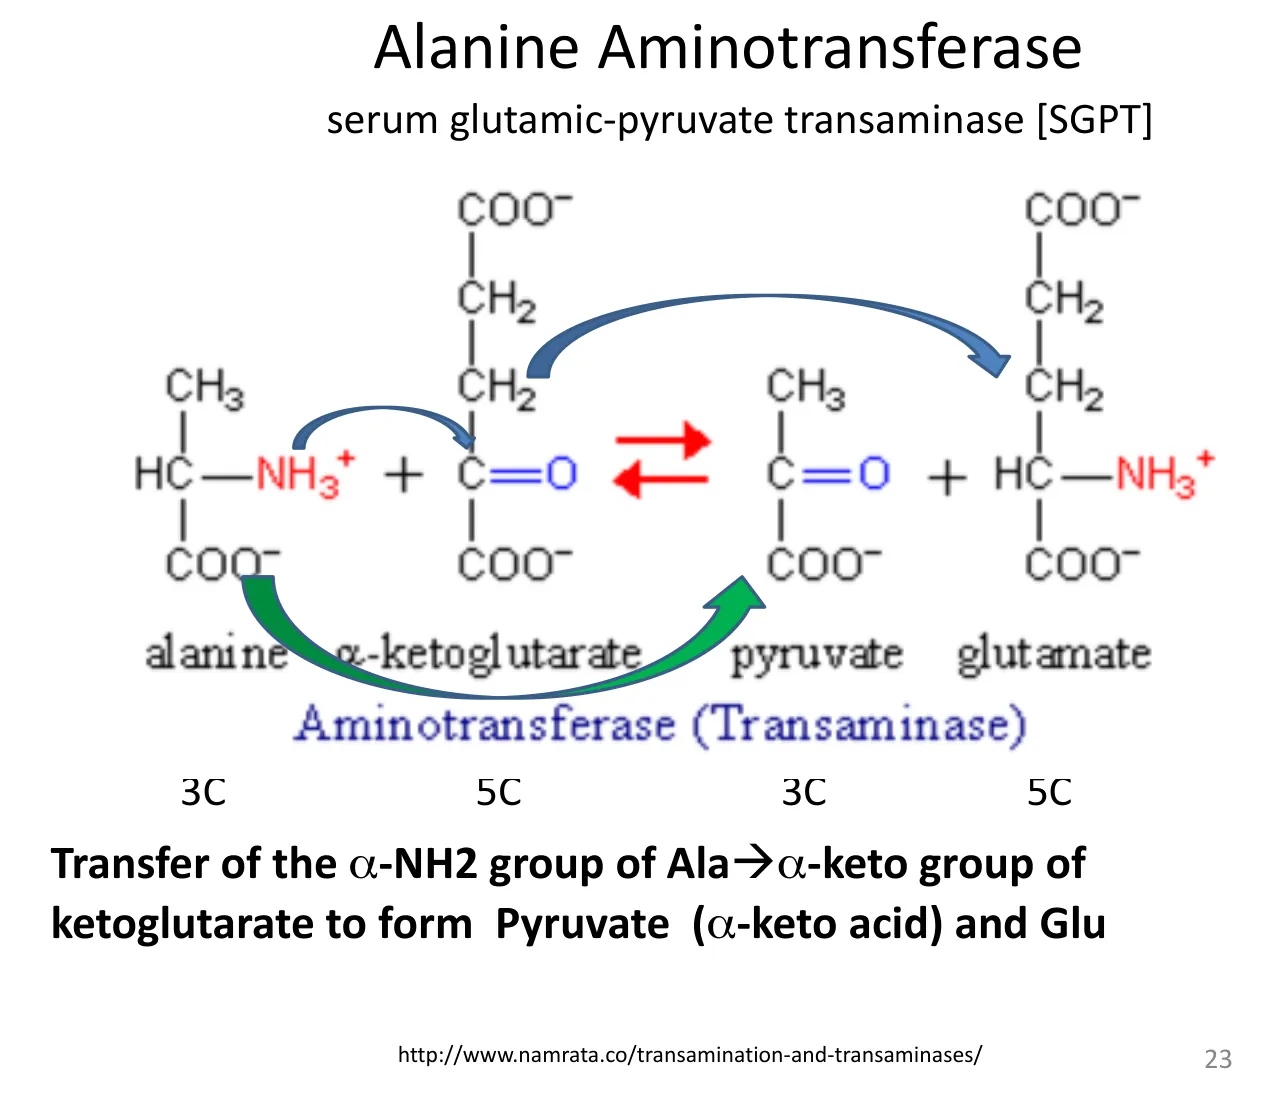 Alanine Aminotransferase
serum glutamic-pyruvate transaminase [SGPT]
COO⁻ COO⁻
CH₂ CH₂
CH₃ CH₂ CH₃ CH₂
HC—NH₃⁺ + C=O ⇄ C=O + HC—NH₃⁺
COO⁻ COO⁻ COO⁻ COO⁻
alanine α-ketoglutarate pyruvate glutamate
Aminotransferase (Transaminase)
3C 5C 3C 5C
Transfer of the α-NH2 group of Ala→α-keto group of
ketoglutarate to form Pyruvate (α-keto acid) and Glu
http://www.namrata.co/transamination-and-transaminases/
23